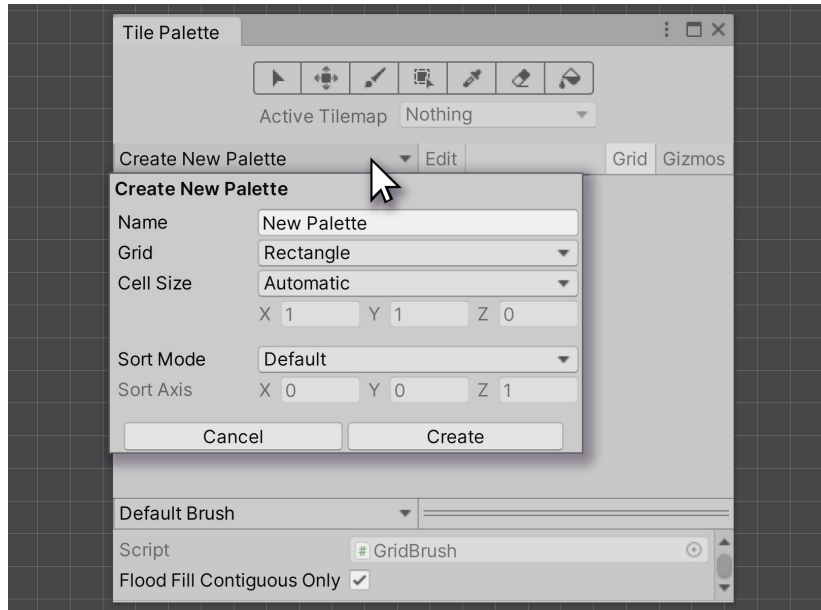 Tile Palette
Active Tilemap Nothing
Create New Palette Edit Grid Gizmos
Create New Palette
Name New Palette
Grid Rectangle
Cell Size Automatic
X 1 Y 1 Z 0
Sort Mode Default
Sort Axis X 0 Y 0 Z 1
Cancel Create
Default Brush
Script # GridBrush
Flood Fill Contiguous Only